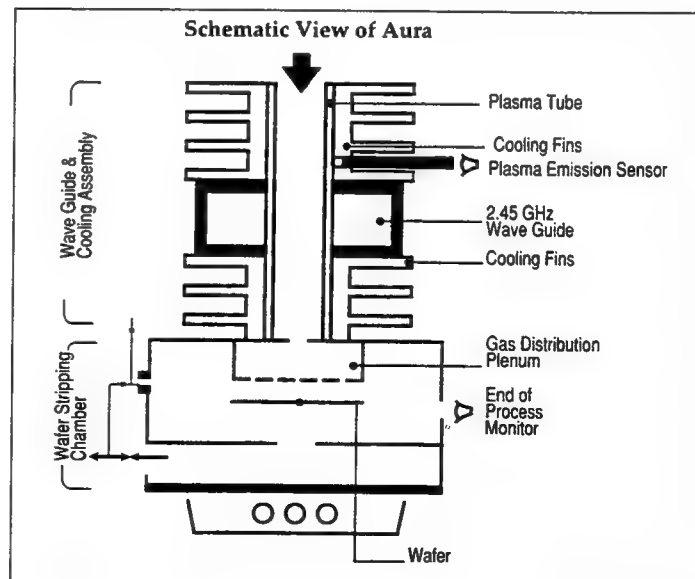 Schematic View of Aura
Wave Guide &
Cooling Assembly
Wafer Stripping
Chamber
Plasma Tube
Cooling Fins
Plasma Emission Sensor
2.45 GHz
Wave Guide
Cooling Fins
Gas Distribution
Plenum
End of
Process
Monitor
Wafer